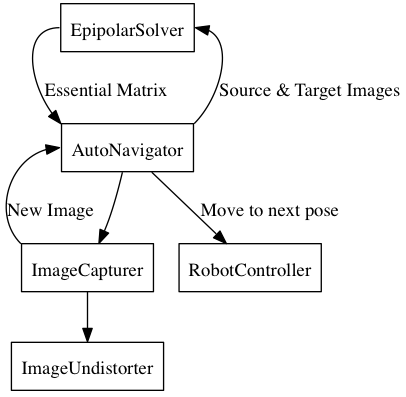 EpipolarSolver
Essential Matrix
Source & Target Images
AutoNavigator
New Image
Move to next pose
ImageCapturer
RobotController
ImageUndistorter